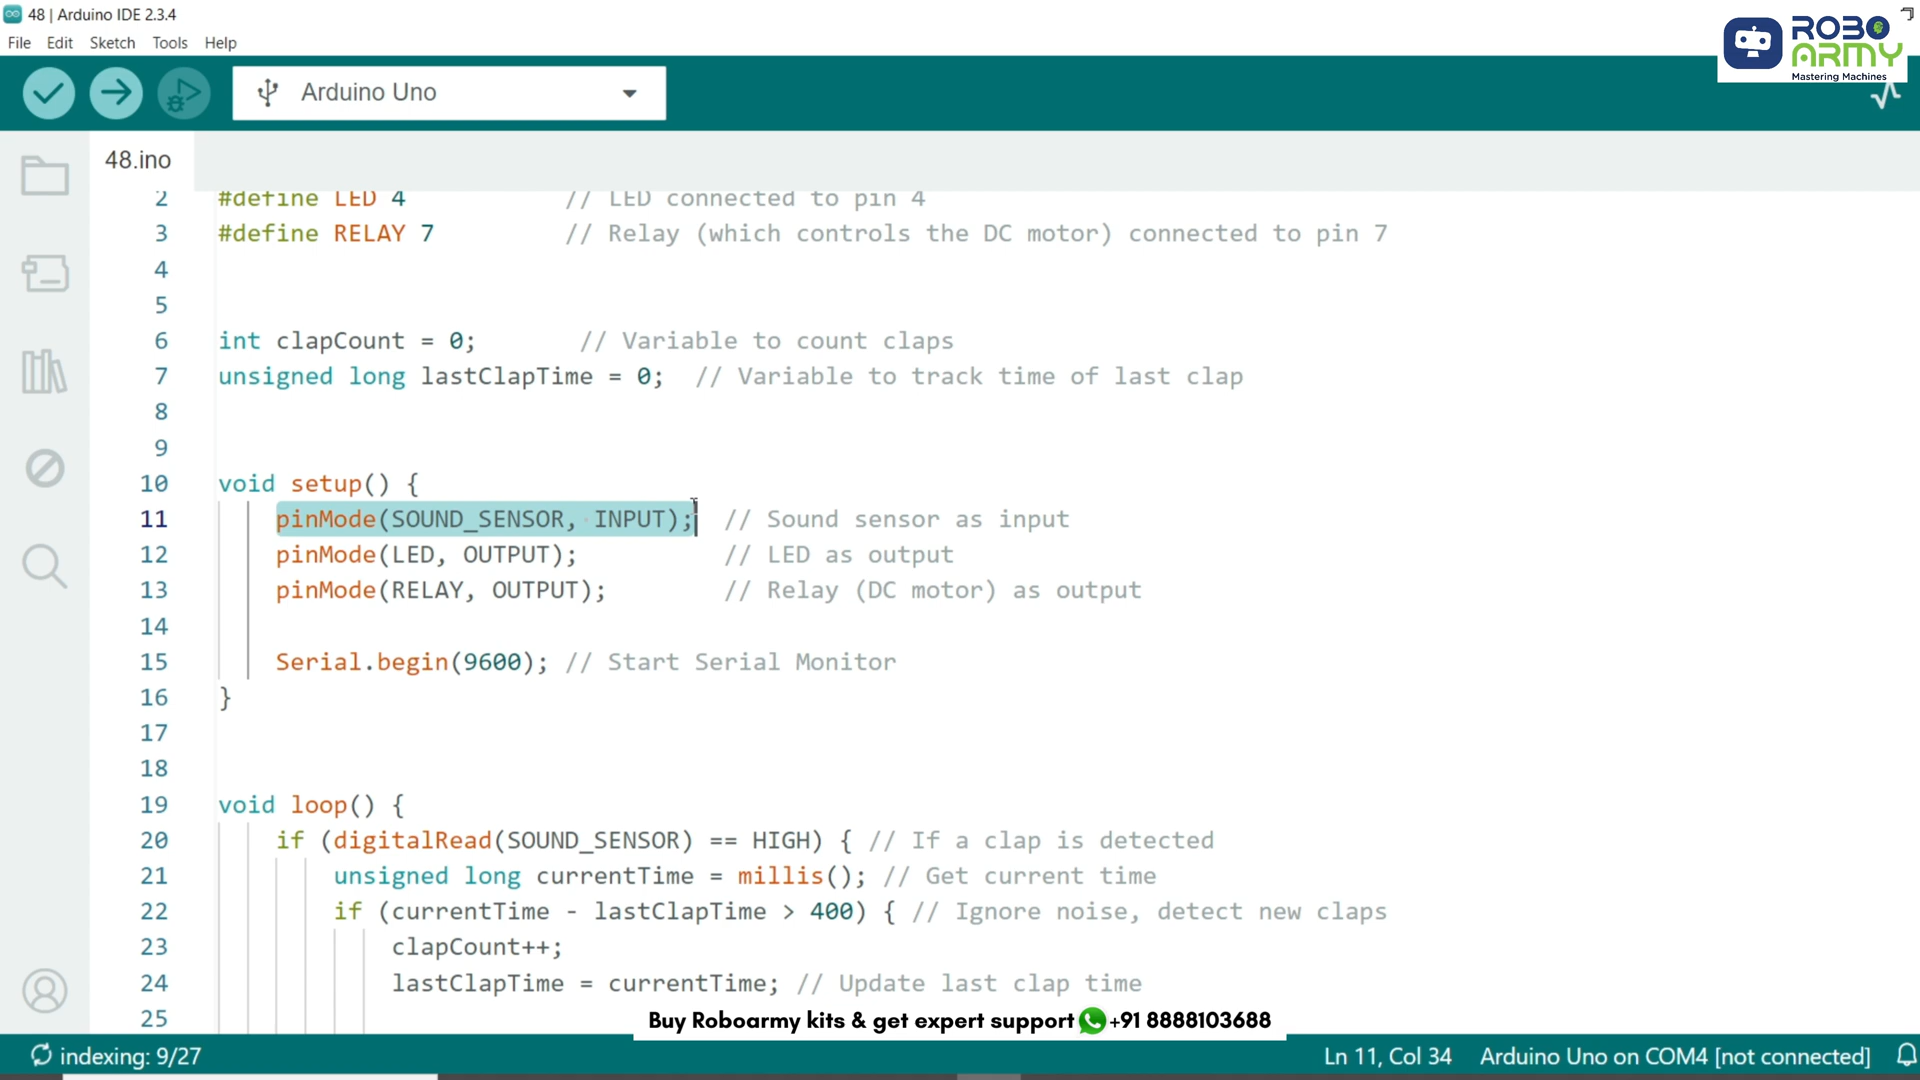 48 | Arduino IDE 2.3.4
File Edit Sketch Tools Help
ROBO
ARMY
Mastering Machines
Arduino Uno
48.ino
2 #define LED 4 // LED connected to pin 4
3 #define RELAY 7 // Relay (which controls the DC motor) connected to pin 7
4
5
6 int clapCount = 0; // Variable to count claps
7 unsigned long lastClapTime = 0; // Variable to track time of last clap
8
9
10 void setup() {
11 pinMode(SOUND_SENSOR, INPUT); // Sound sensor as input
12 pinMode(LED, OUTPUT); // LED as output
13 pinMode(RELAY, OUTPUT); // Relay (DC motor) as output
14
15 Serial.begin(9600); // Start Serial Monitor
16 }
17
18
19 void loop() {
20 if (digitalRead(SOUND_SENSOR) == HIGH) { // If a clap is detected
21 unsigned long currentTime = millis(); // Get current time
22 if (currentTime - lastClapTime > 400) { // Ignore noise, detect new claps
23 clapCount++;
24 lastClapTime = currentTime; // Update last clap time
25
Buy Roboarmy kits & get expert support +91 8888103688
indexing: 9/27 Ln 11, Col 34 Arduino Uno on COM4 [not connected]